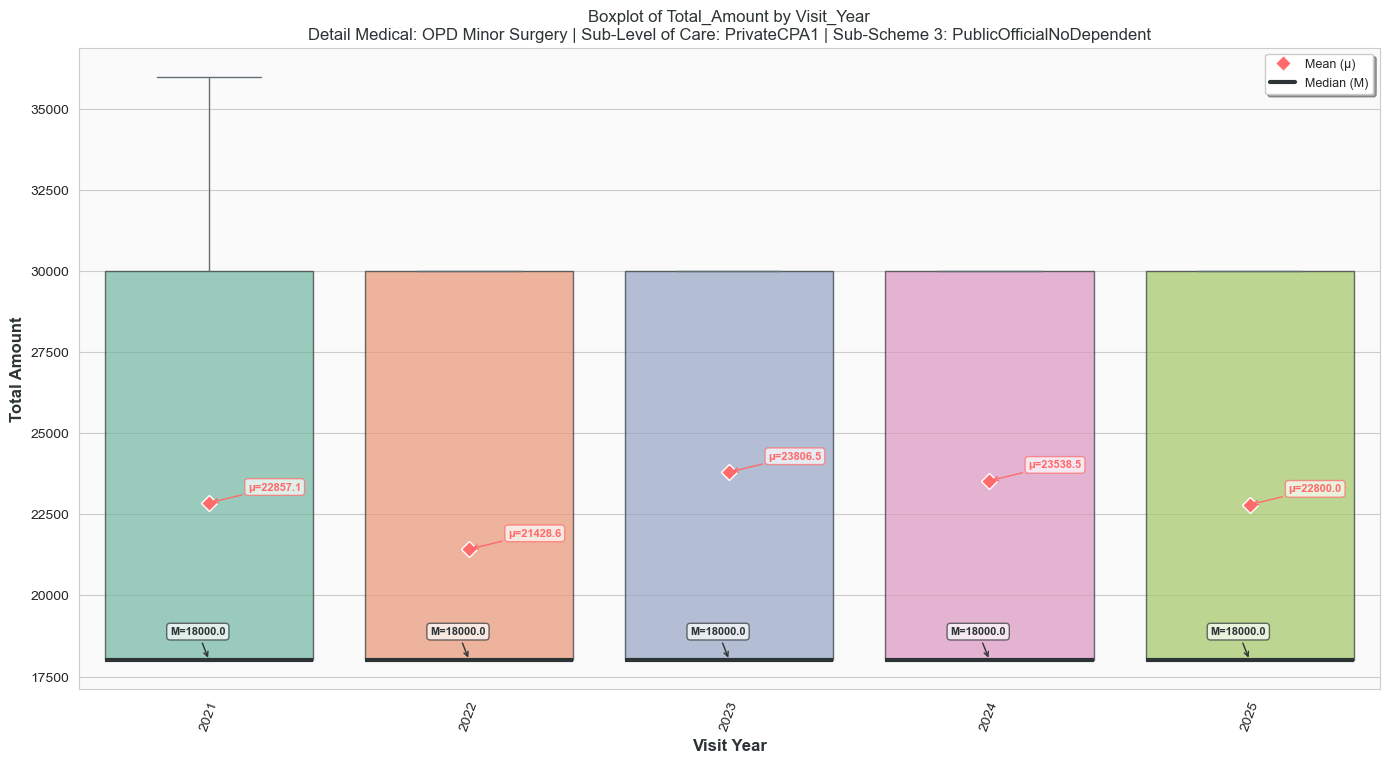 Boxplot of Total_Amount by Visit_Year
Detail Medical: OPD Minor Surgery | Sub-Level of Care: PrivateCPA1 | Sub-Scheme 3: PublicOfficialNoDependent
Mean (μ)
Median (M)
Total Amount
35000
32500
30000
27500
25000
22500
20000
17500
μ=22857.1
μ=21428.6
μ=23806.5
μ=23538.5
μ=22800.0
M=18000.0
M=18000.0
M=18000.0
M=18000.0
M=18000.0
2021
2022
2023
2024
2025
Visit Year